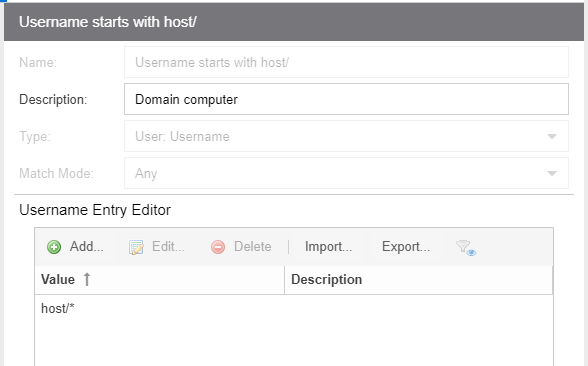 Username starts with host/
Name: Username starts with host/
Description: Domain computer
Type: User: Username
Match Mode: Any
Username Entry Editor
Add... Edit... Delete Import... Export...
Value Description
host/*